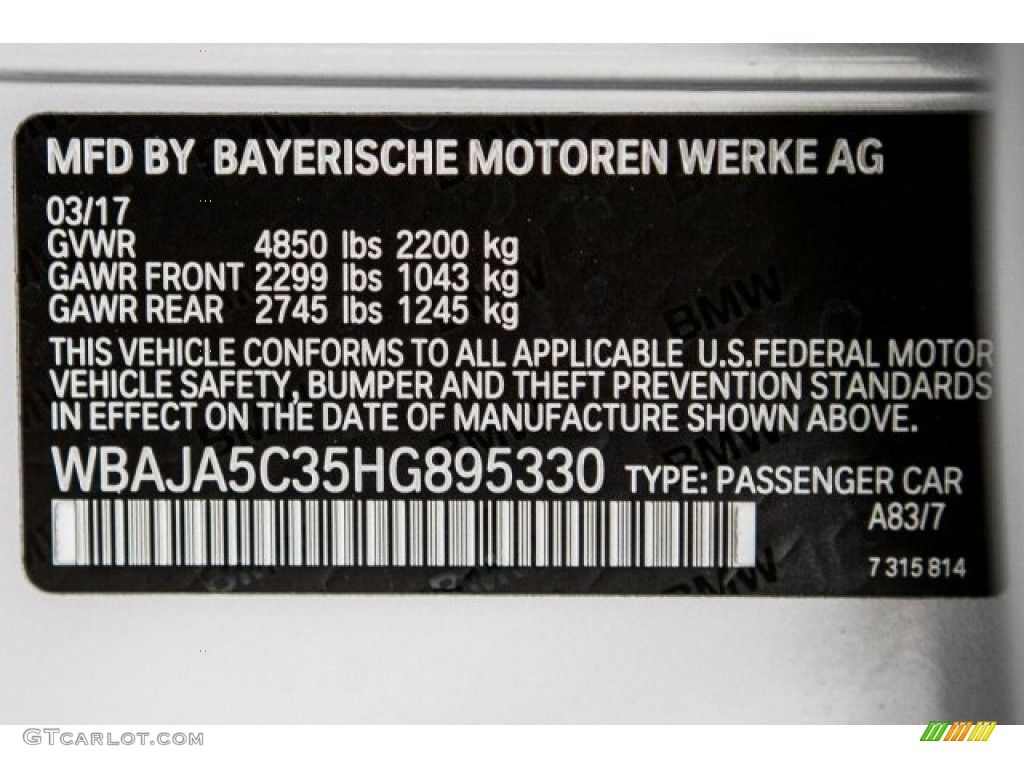 MFD BY BAYERISCHE MOTOREN WERKE AG
03/17
GVWR 4850 lbs 2200 kg
GAWR FRONT 2299 lbs 1043 kg
GAWR REAR 2745 lbs 1245 kg
THIS VEHICLE CONFORMS TO ALL APPLICABLE U.S.FEDERAL MOTOR
VEHICLE SAFETY, BUMPER AND THEFT PREVENTION STANDARDS
IN EFFECT ON THE DATE OF MANUFACTURE SHOWN ABOVE.
WBAJA5C35HG895330 TYPE: PASSENGER CAR
A83/7
7 315 814
BMW
BMW
BMW
GTCARLOT.COM